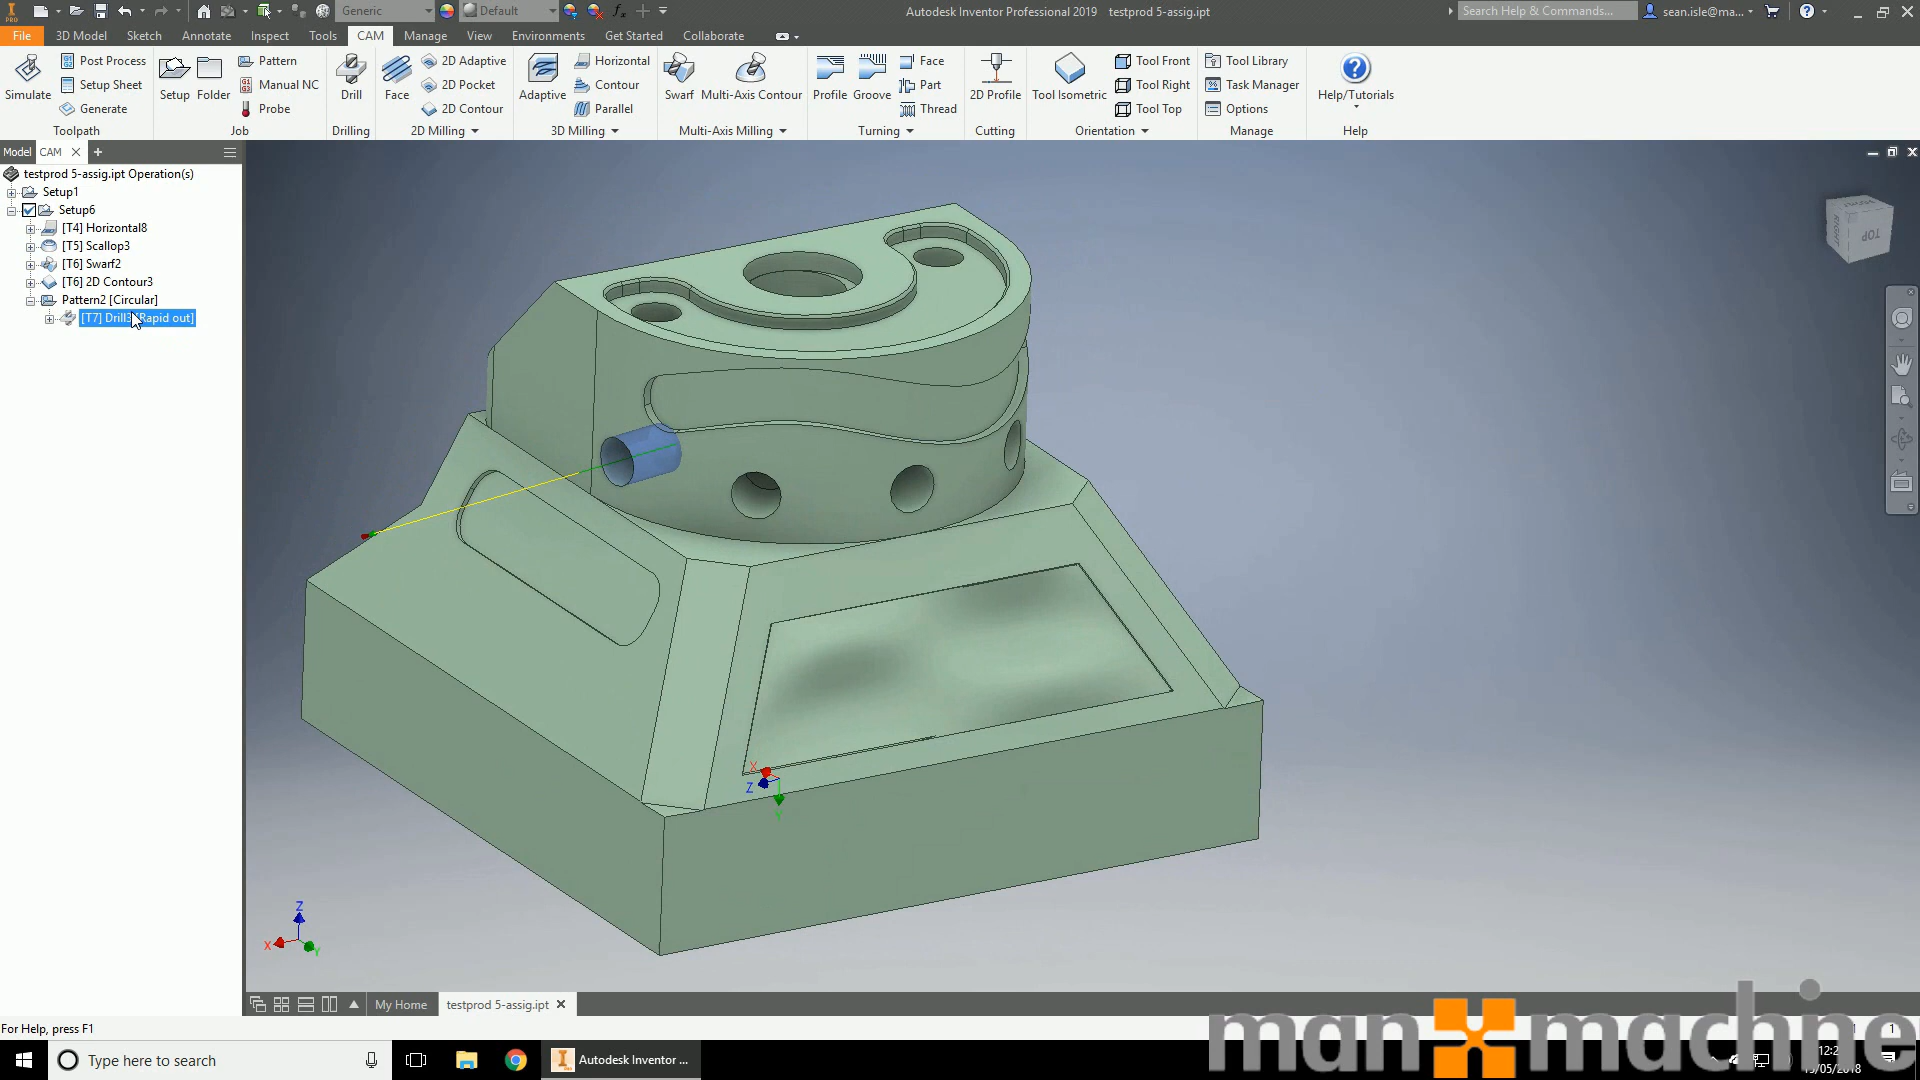 Generic
Default
Autodesk Inventor Professional 2019 testprod 5-assig.ipt
Search Help & Commands...
sean.isle@ma...
File 3D Model Sketch Annotate Inspect Tools CAM Manage View Environments Get Started Collaborate
Simulate
Post Process
Setup Sheet
Generate
Toolpath
Setup
Folder
Pattern
Manual NC
Probe
Job
Drill
Drilling
Face
2D Adaptive
2D Pocket
2D Contour
2D Milling
Adaptive
Horizontal
Contour
Parallel
3D Milling
Swarf
Multi-Axis Contour
Multi-Axis Milling
Profile
Groove
Face
Part
Thread
Turning
2D Profile
Cutting
Tool Isometric
Tool Front
Tool Right
Tool Top
Orientation
Tool Library
Task Manager
Options
Manage
Help/Tutorials
Help
Model CAM
testprod 5-assig.ipt Operation(s)
Setup1
Setup6
[T4] Horizontal8
[T5] Scallop3
[T6] Swarf2
[T6] 2D Contour3
Pattern2 [Circular]
[T7] Drill3 [Rapid out]
RIGHT
TOP
X
Z
Y
Z
X
Y
My Home
testprod 5-assig.ipt
For Help, press F1
1
man machine
Type here to search
Autodesk Inventor ...